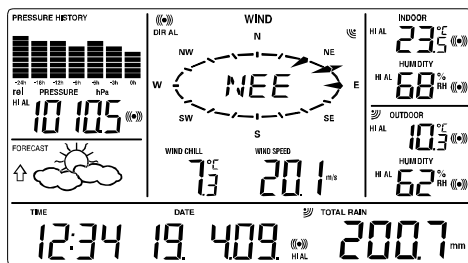 PRESSURE HISTORY
-24h -18h -12h -9h -6h -3h 0h
rel PRESSURE hPa
HI AL
1010.5
FORECAST
WIND
DIR AL
N
NW NE
W NEE E
SW SE
S
WIND CHILL WIND SPEED
7.3 °C 20.1 m/s
INDOOR
HI AL 23.5 °C
HUMIDITY
HI AL 68 % RH
OUTDOOR
HI AL 10.3 °C
HUMIDITY
HI AL 62 % RH
TIME DATE TOTAL RAIN
12:34 19. 4.09. HI AL 200.7 mm